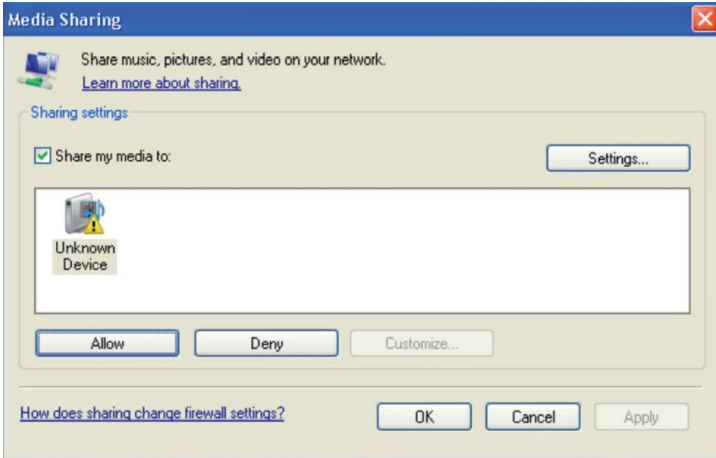 Media Sharing
Share music, pictures, and video on your network.
Learn more about sharing.
Sharing settings
Share my media to:
Settings...
Unknown
Device
Allow
Deny
Customize...
How does sharing change firewall settings?
OK
Cancel
Apply